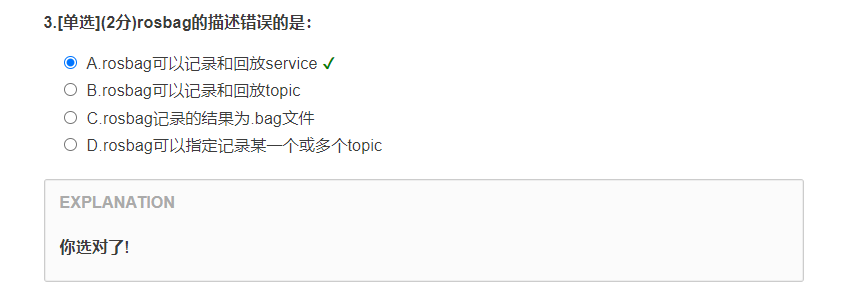 3.[单选](2分)rosbag的描述错误的是：
A.rosbag可以记录和回放service ✓
B.rosbag可以记录和回放topic
C.rosbag记录的结果为.bag文件
D.rosbag可以指定记录某一个或多个topic
EXPLANATION
你选对了!